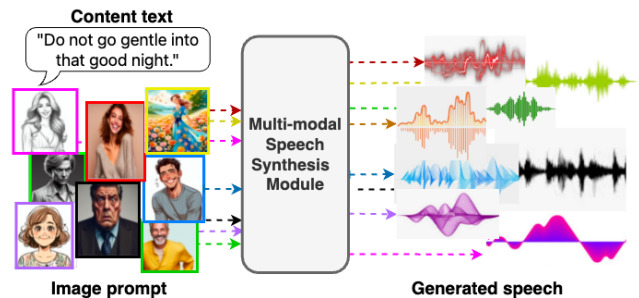 Content text
"Do not go gentle into
that good night."
Multi-modal
Speech
Synthesis
Module
Image prompt
Generated speech